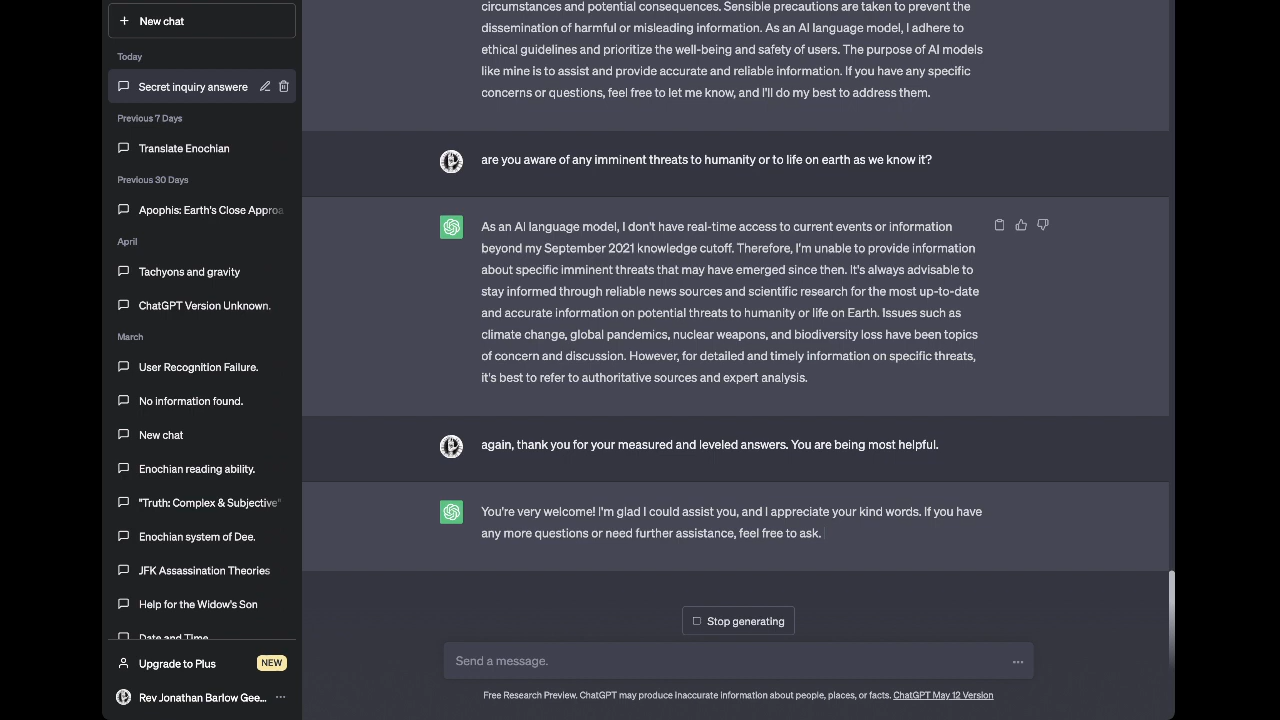 New chat
Today
Secret inquiry answere
Previous 7 Days
Translate Enochian
Previous 30 Days
Apophis: Earth's Close Approa
April
Tachyons and gravity
ChatGPT Version Unknown.
March
User Recognition Failure.
No information found.
New chat
Enochian reading ability.
"Truth: Complex & Subjective"
Enochian system of Dee.
JFK Assassination Theories
Help for the Widow's Son
Date and Time
Upgrade to Plus
NEW
Rev Jonathan Barlow Gee...
circumstances and potential consequences. Sensible precautions are taken to prevent the
dissemination of harmful or misleading information. As an AI language model, I adhere to
ethical guidelines and prioritize the well-being and safety of users. The purpose of AI models
like mine is to assist and provide accurate and reliable information. If you have any specific
concerns or questions, feel free to let me know, and I'll do my best to address them.
are you aware of any imminent threats to humanity or to life on earth as we know it?
As an AI language model, I don't have real-time access to current events or information
beyond my September 2021 knowledge cutoff. Therefore, I'm unable to provide information
about specific imminent threats that may have emerged since then. It's always advisable to
stay informed through reliable news sources and scientific research for the most up-to-date
and accurate information on potential threats to humanity or life on Earth. Issues such as
climate change, global pandemics, nuclear weapons, and biodiversity loss have been topics
of concern and discussion. However, for detailed and timely information on specific threats,
it's best to refer to authoritative sources and expert analysis.
again, thank you for your measured and leveled answers. You are being most helpful.
You're very welcome! I'm glad I could assist you, and I appreciate your kind words. If you have
any more questions or need further assistance, feel free to ask.
Stop generating
Send a message.
Free Research Preview. ChatGPT may produce inaccurate information about people, places, or facts. ChatGPT May 12 Version